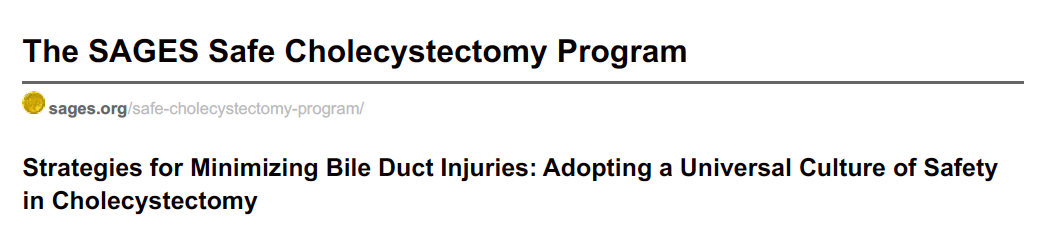 The SAGES Safe Cholecystectomy Program
sages.org/safe-cholecystectomy-program/
Strategies for Minimizing Bile Duct Injuries: Adopting a Universal Culture of Safety
in Cholecystectomy